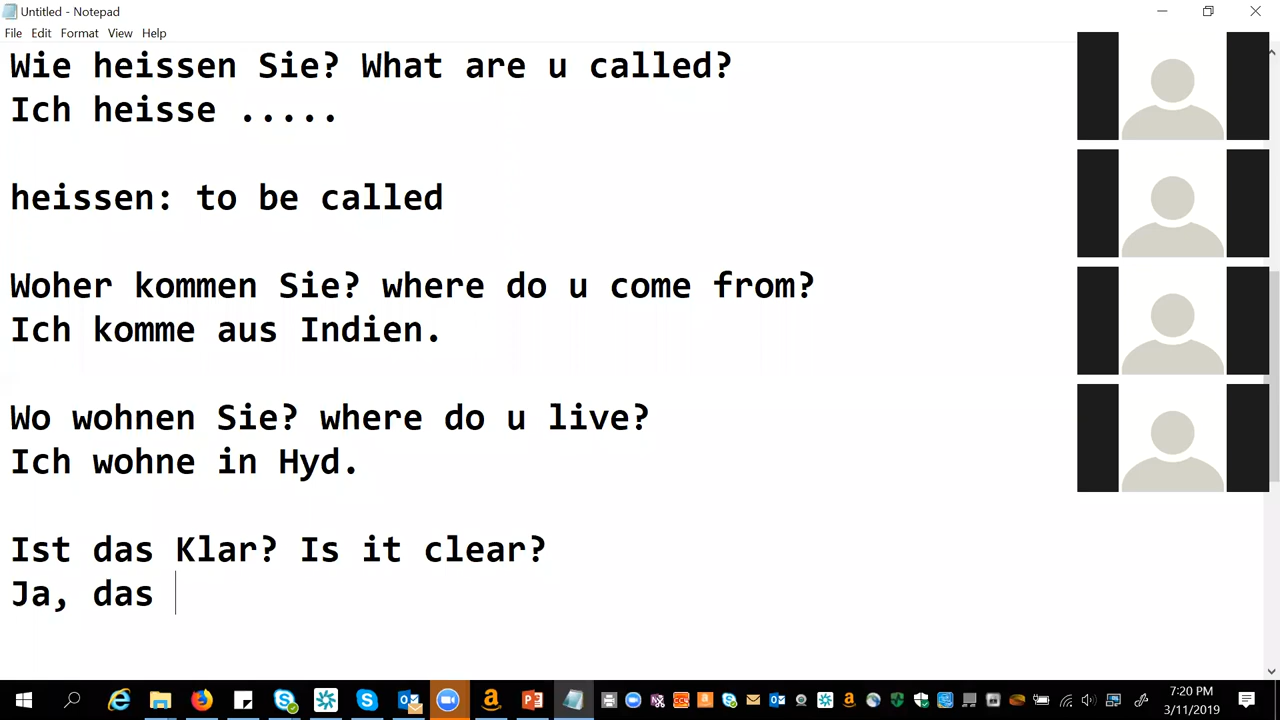 Untitled - Notepad
File Edit Format View Help
Wie heissen Sie? What are u called?
Ich heisse .....
heissen: to be called
Woher kommen Sie? where do u come from?
Ich komme aus Indien.
Wo wohnen Sie? where do u live?
Ich wohne in Hyd.
Ist das Klar? Is it clear?
Ja, das
7:20 PM
3/11/2019